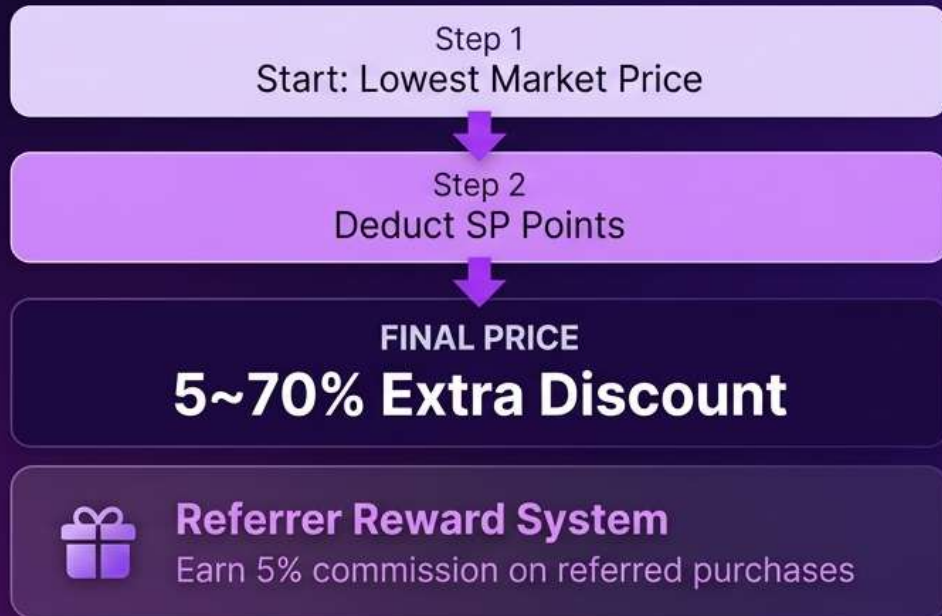 Step 1
Start: Lowest Market Price
Step 2
Deduct SP Points
FINAL PRICE
5~70% Extra Discount
Referrer Reward System
Earn 5% commission on referred purchases